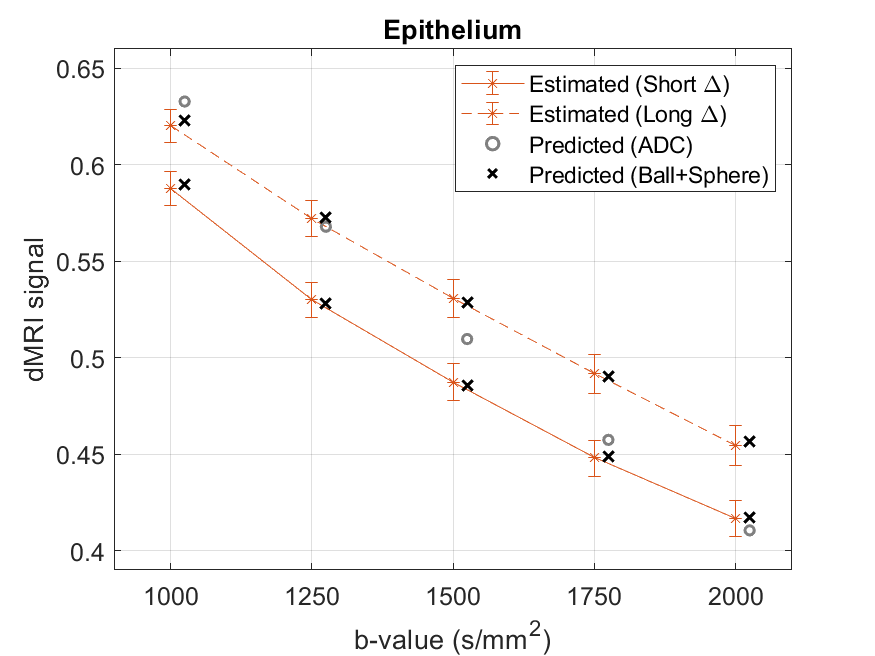 Epithelium
0.65
0.6
0.55
0.5
0.45
0.4
dMRI signal
Estimated (Short Δ)
Estimated (Long Δ)
Predicted (ADC)
Predicted (Ball+Sphere)
1000 1250 1500 1750 2000
b-value (s/mm²)